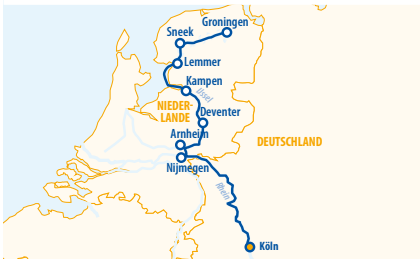 Groningen
Sneek
Lemmer
Kampen
IJssel
NIEDER-
LANDE
Deventer
Arnheim
DEUTSCHLAND
Nijmegen
Rhein
Köln